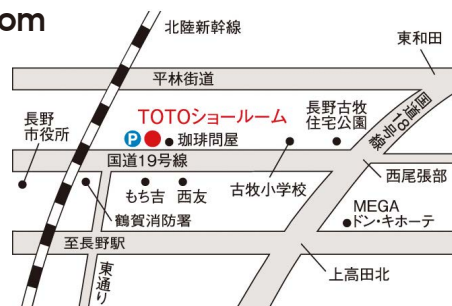 om
北陸新幹線
東和田
平林街道
長野
市役所
TOTOショールーム
長野古牧
住宅公園
国道18号線
P
珈琲問屋
国道19号線
古牧小学校
西尾張部
もち吉
西友
鶴賀消防署
MEGA
ドン・キホーテ
至長野駅
東通り
上高田北